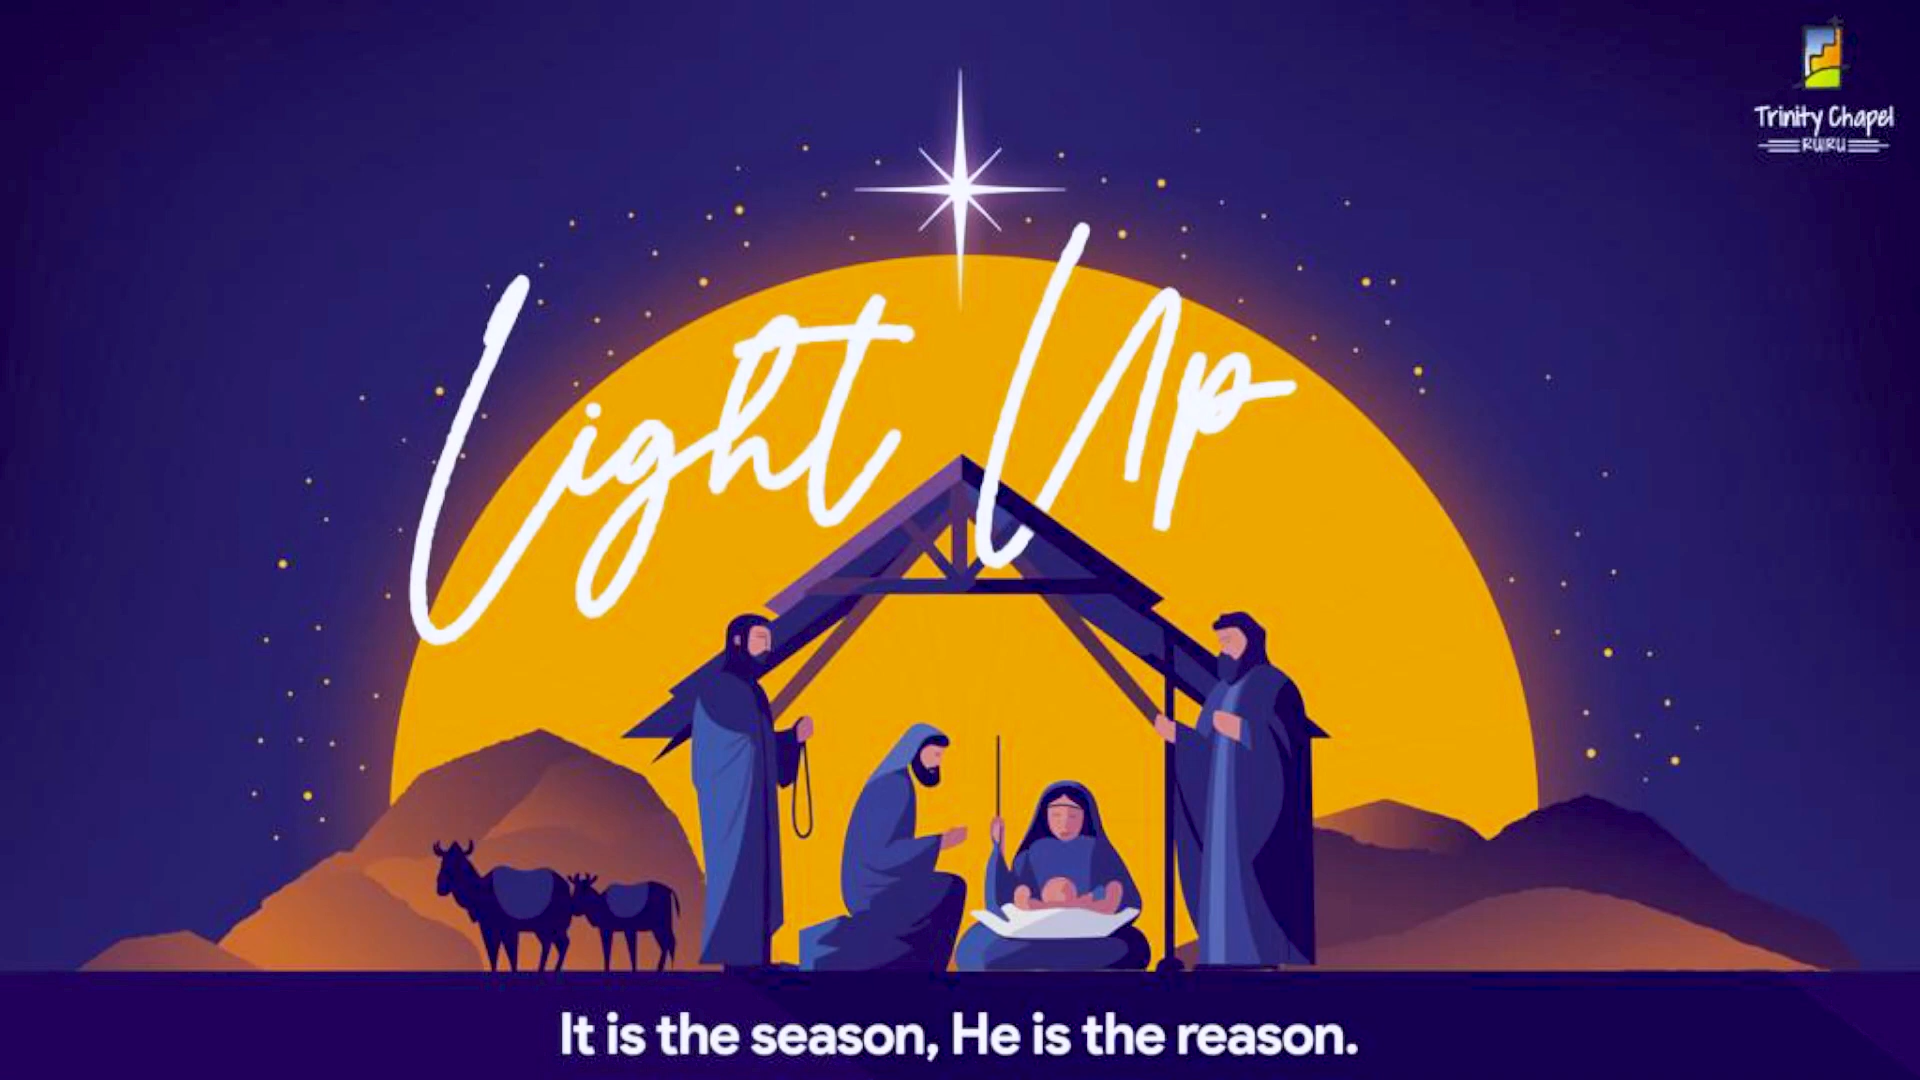 Trinity Chapel
RUIRU
Light Up
It is the season, He is the reason.